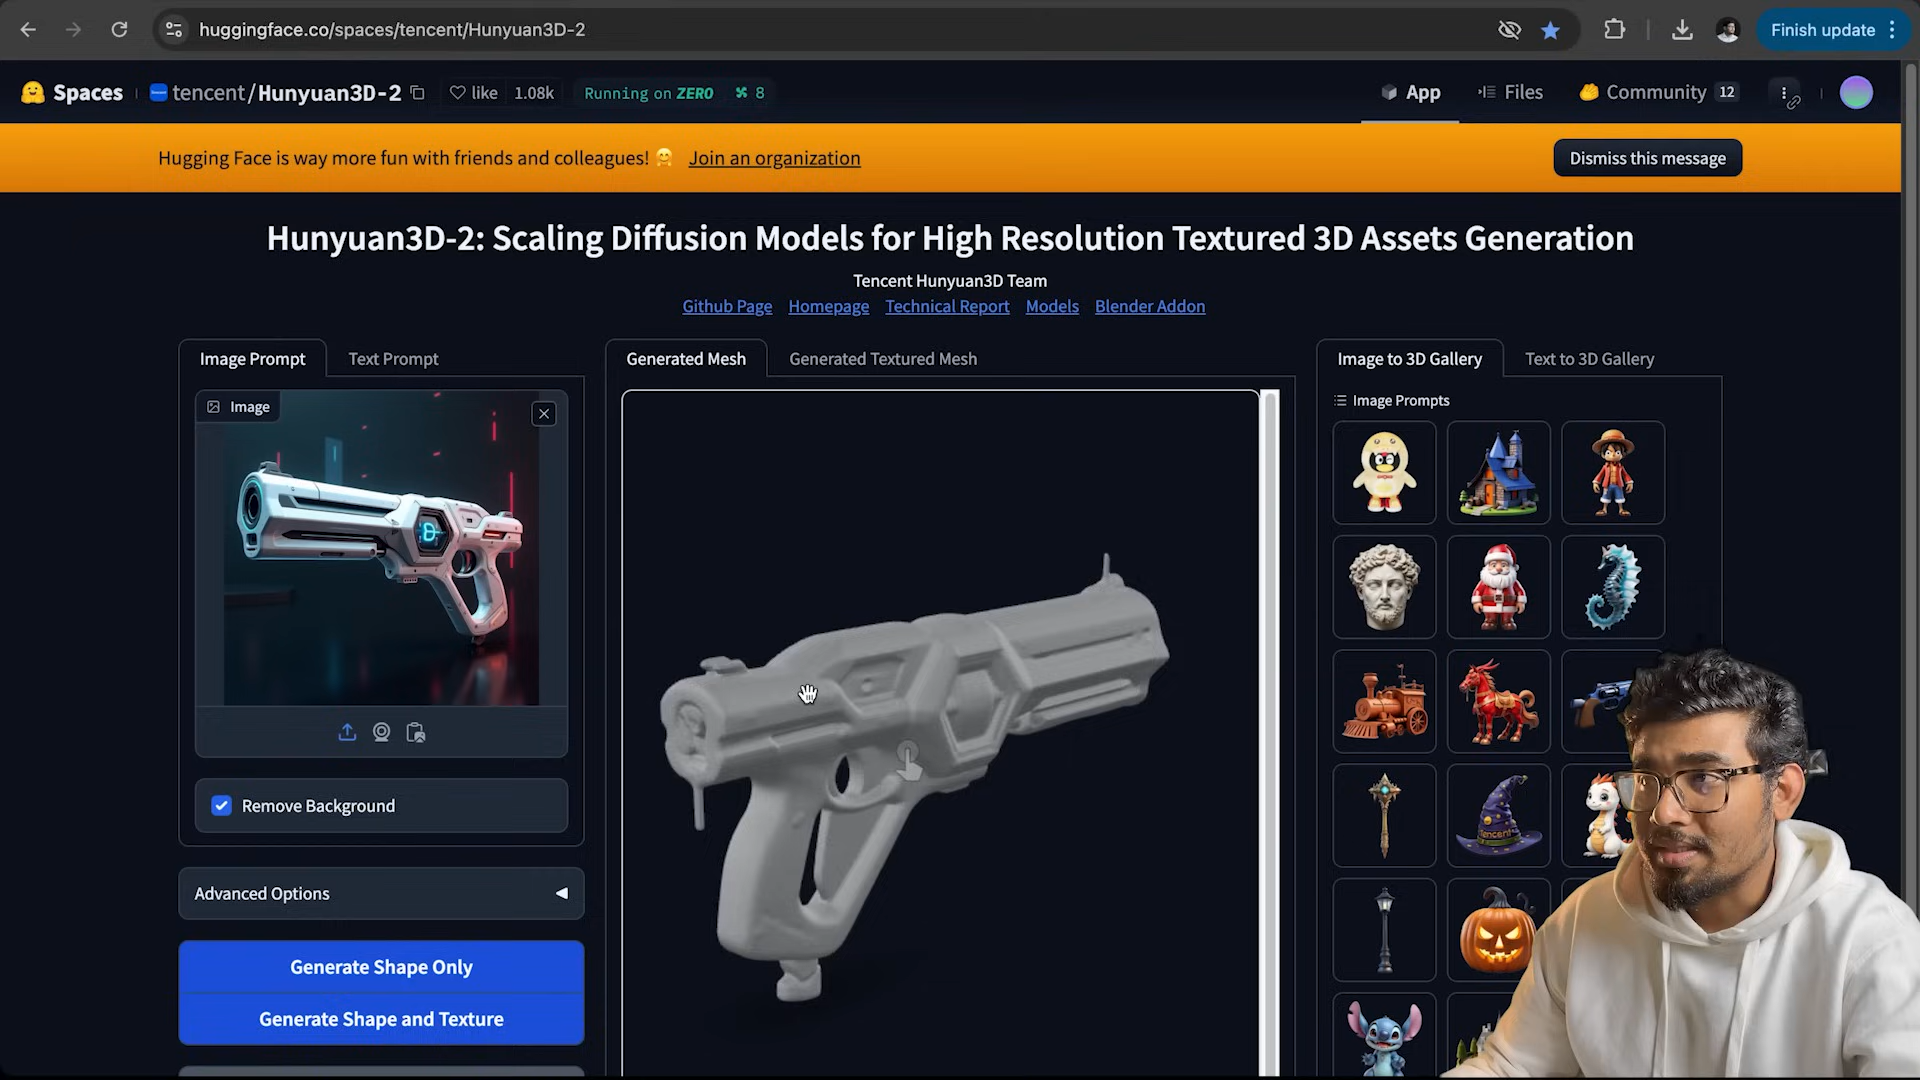 huggingface.co/spaces/tencent/Hunyuan3D-2
Finish update
Spaces
tencent/Hunyuan3D-2
like
1.08k
Running on ZERO
8
App
Files
Community
12
Hugging Face is way more fun with friends and colleagues! 🤗 Join an organization
Dismiss this message
Hunyuan3D-2: Scaling Diffusion Models for High Resolution Textured 3D Assets Generation
Tencent Hunyuan3D Team
Github Page
Homepage
Technical Report
Models
Blender Addon
Image Prompt
Text Prompt
Image
Remove Background
Advanced Options
Generate Shape Only
Generate Shape and Texture
Generated Mesh
Generated Textured Mesh
Image to 3D Gallery
Text to 3D Gallery
Image Prompts
Tencent